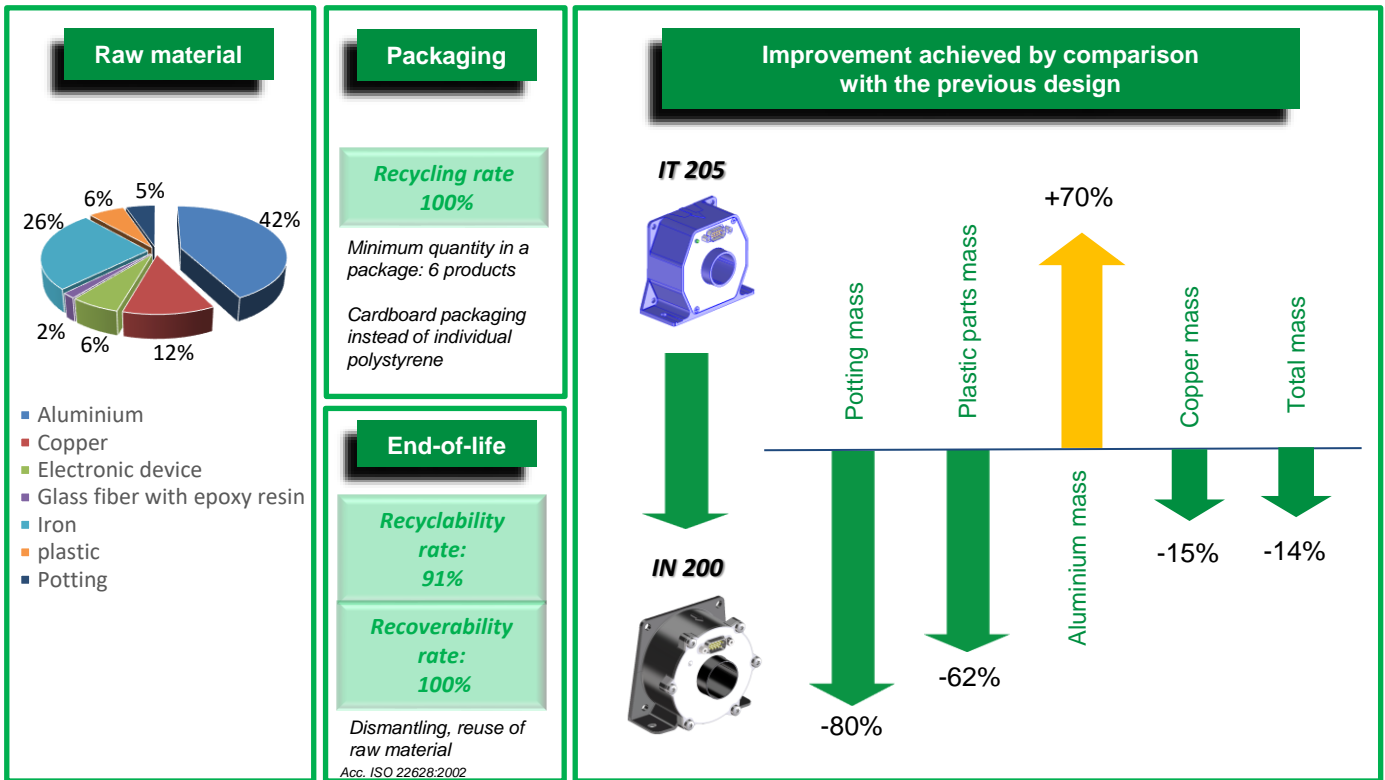 Raw material
42%
5%
6%
26%
2%
6%
12%
Aluminium
Copper
Electronic device
Glass fiber with epoxy resin
Iron
plastic
Potting
Packaging
Recycling rate
100%
Minimum quantity in a
package: 6 products
Cardboard packaging
instead of individual
polystyrene
End-of-life
Recyclability
rate:
91%
Recoverability
rate:
100%
Dismantling, reuse of
raw material
Acc. ISO 22628:2002
Improvement achieved by comparison
with the previous design
IT 205
IN 200
Potting mass
-80%
Plastic parts mass
-62%
+70%
Aluminium mass
Copper mass
-15%
Total mass
-14%